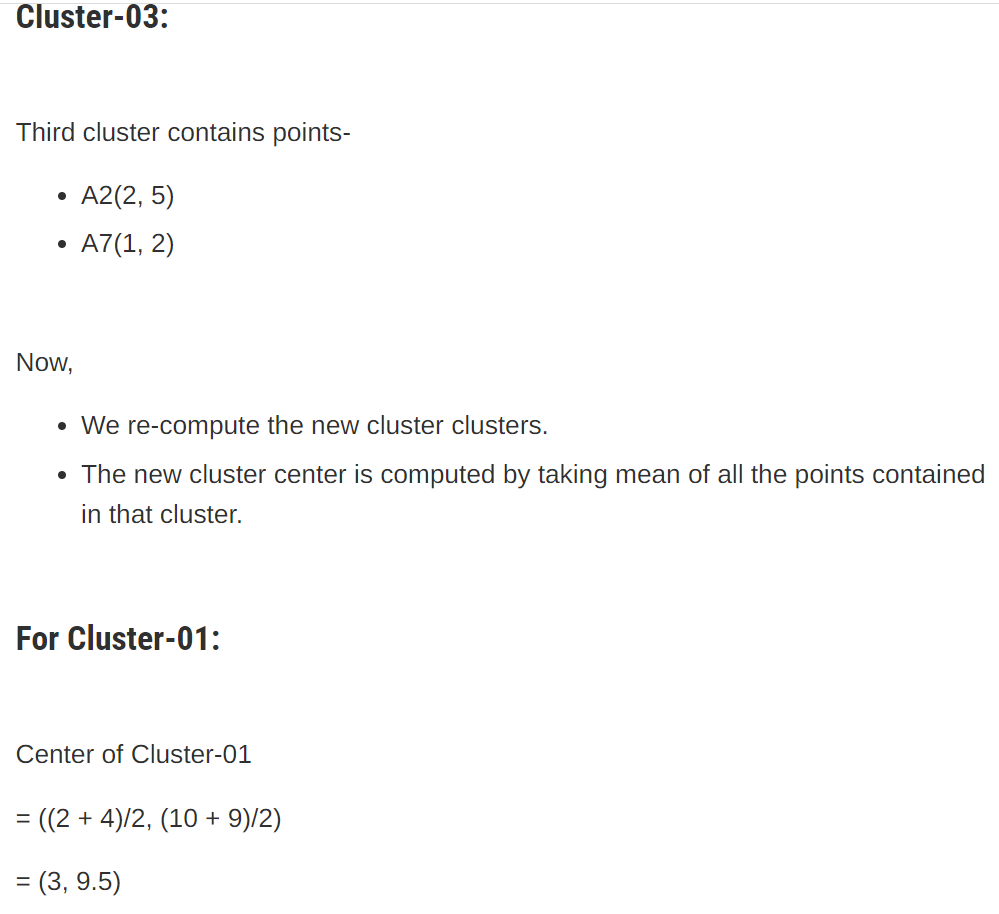 Cluster-03:
Third cluster contains points-
• A2(2, 5)
• A7(1, 2)
Now,
• We re-compute the new cluster clusters.
• The new cluster center is computed by taking mean of all the points contained
in that cluster.
For Cluster-01:
Center of Cluster-01
= ((2 + 4)/2, (10 + 9)/2)
= (3, 9.5)